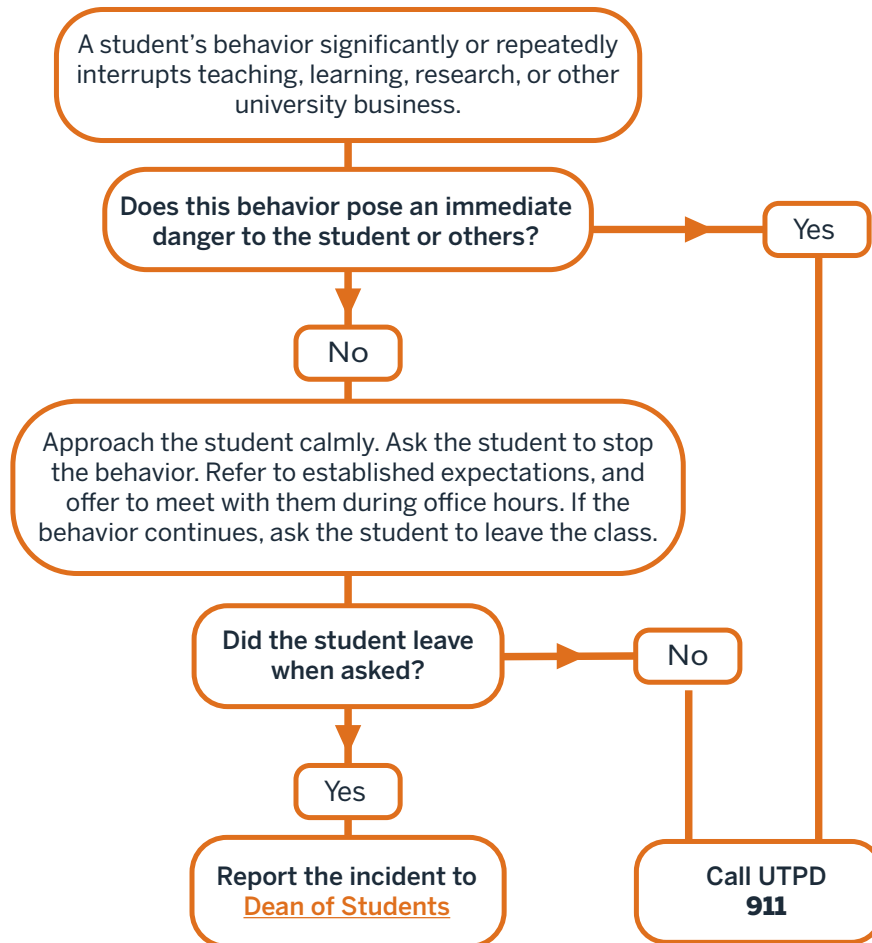 A student’s behavior significantly or repeatedly
interrupts teaching, learning, research, or other
university business.
Does this behavior pose an immediate
danger to the student or others?
Yes
No
Approach the student calmly. Ask the student to stop
the behavior. Refer to established expectations, and
offer to meet with them during office hours. If the
behavior continues, ask the student to leave the class.
Did the student leave
when asked?
No
Yes
Report the incident to
Dean of Students
Call UTPD
911